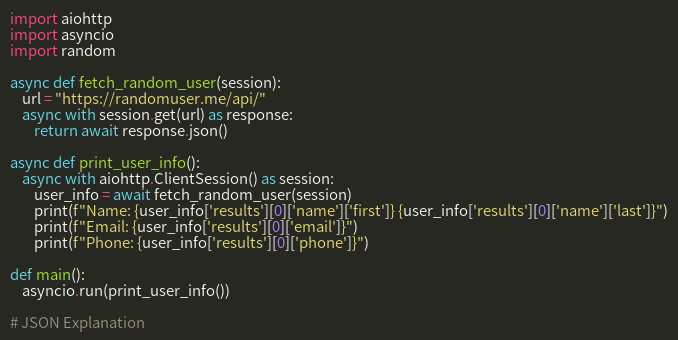 import aiohttp
import asyncio
import random

async def fetch_random_user(session):
    url = "https://randomuser.me/api/"
    async with session.get(url) as response:
        return await response.json()

async def print_user_info():
    async with aiohttp.ClientSession() as session:
        user_info = await fetch_random_user(session)
        print(f"Name: {user_info['results'][0]['name']['first']} {user_info['results'][0]['name']['last']}")
        print(f"Email: {user_info['results'][0]['email']}")
        print(f"Phone: {user_info['results'][0]['phone']}")

def main():
    asyncio.run(print_user_info())

# JSON Explanation